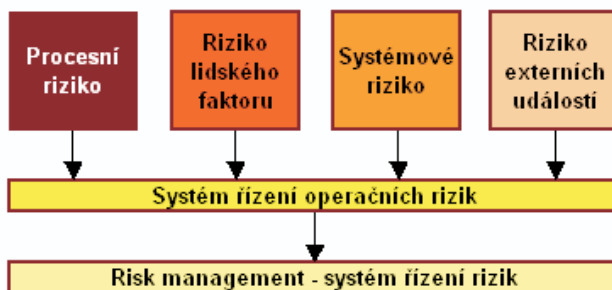 Procesní
riziko
Riziko
lidského
faktoru
Systémové
riziko
Riziko
externích
událostí
Systém řízení operačních rizik
Risk management - systém řízení rizik